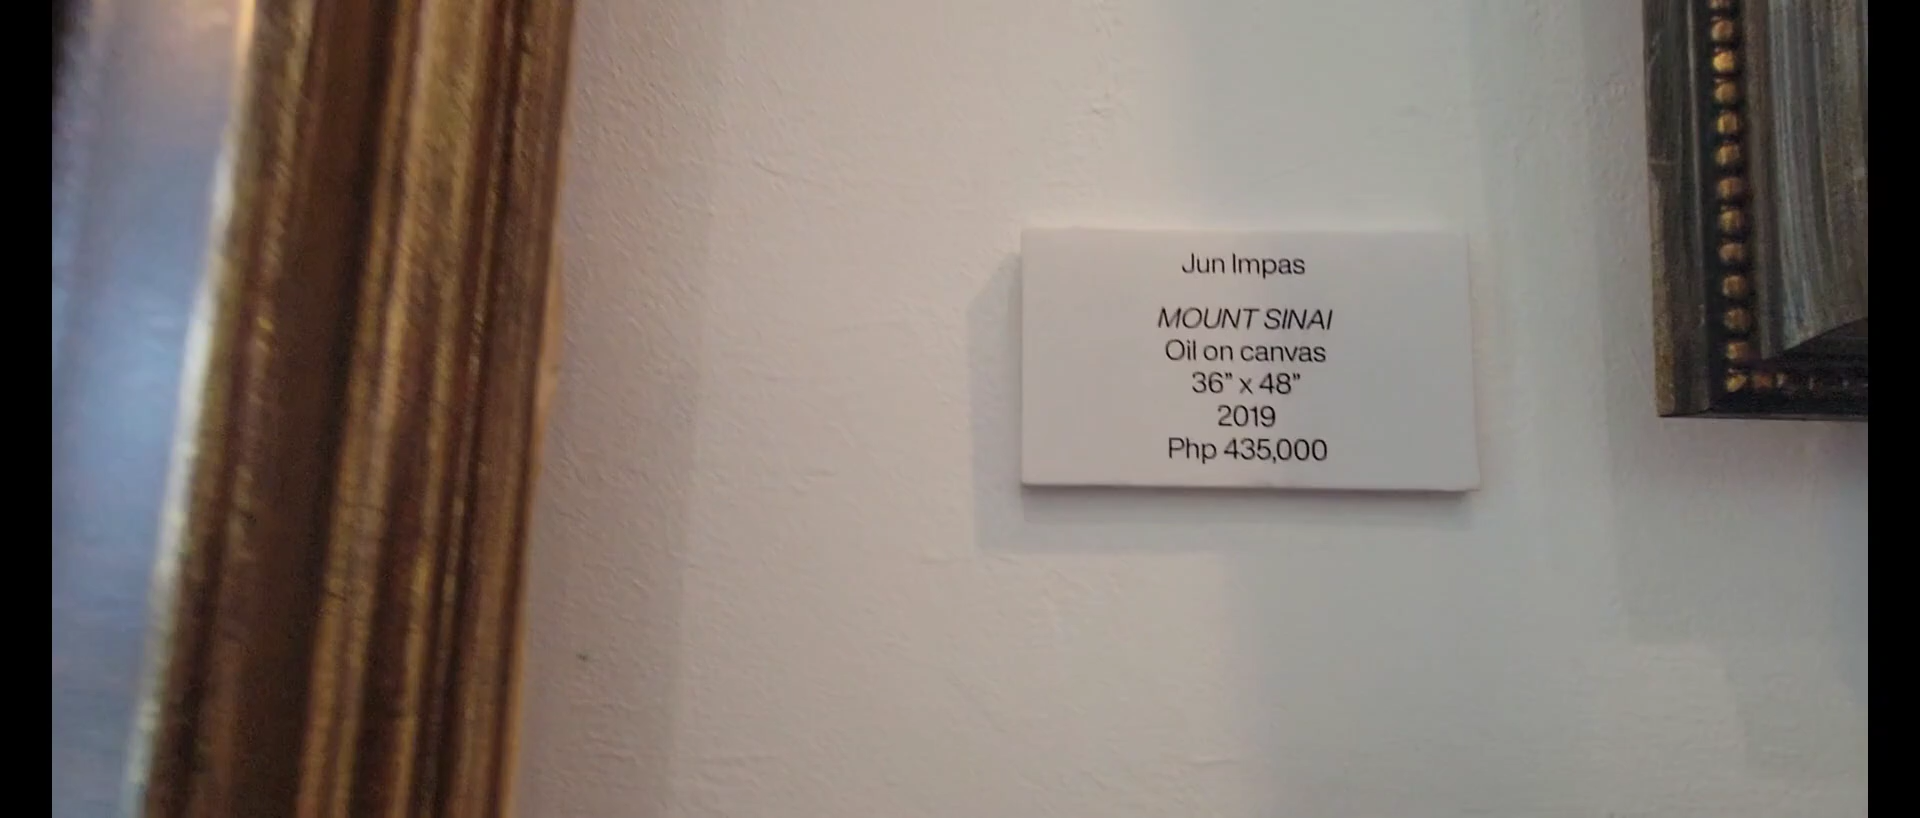 Jun Impas
MOUNT SINAI
Oil on canvas
36” x 48”
2019
Php 435,000